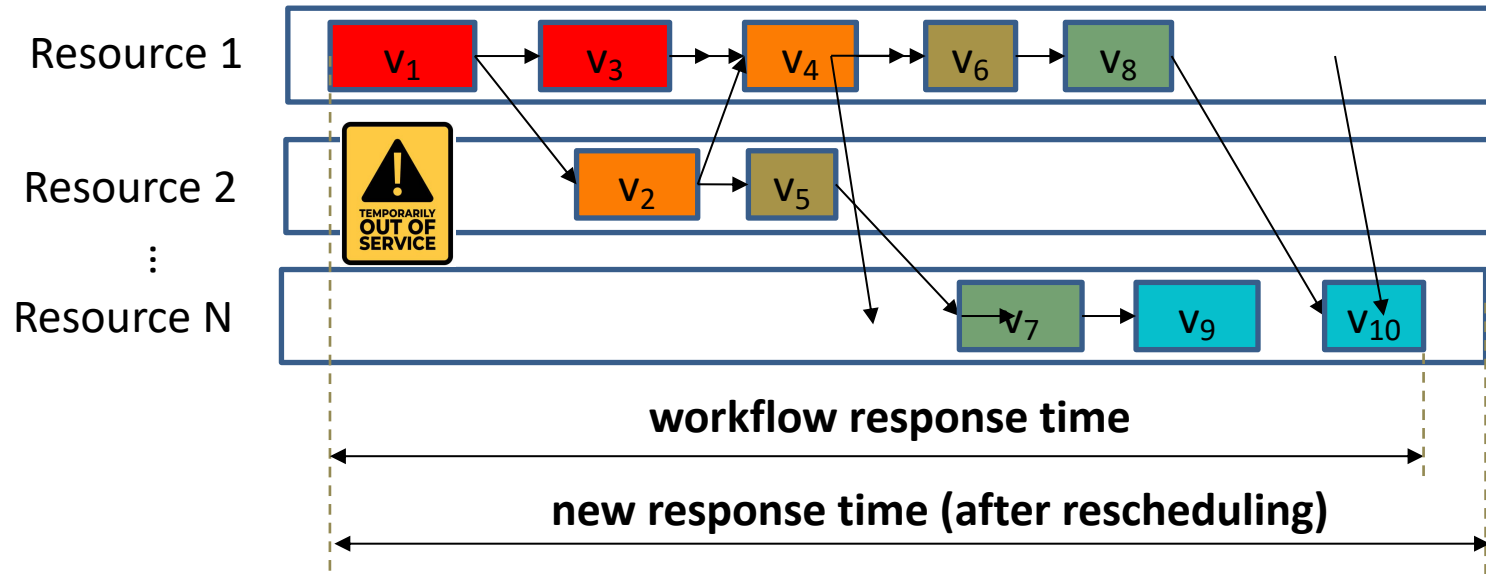 Resource 1
v1 v3 v4 v6 v8
Resource 2
TEMPORARILY
OUT OF
SERVICE
v2 v5
⋮
Resource N
v7 v9 v10
workflow response time
new response time (after rescheduling)